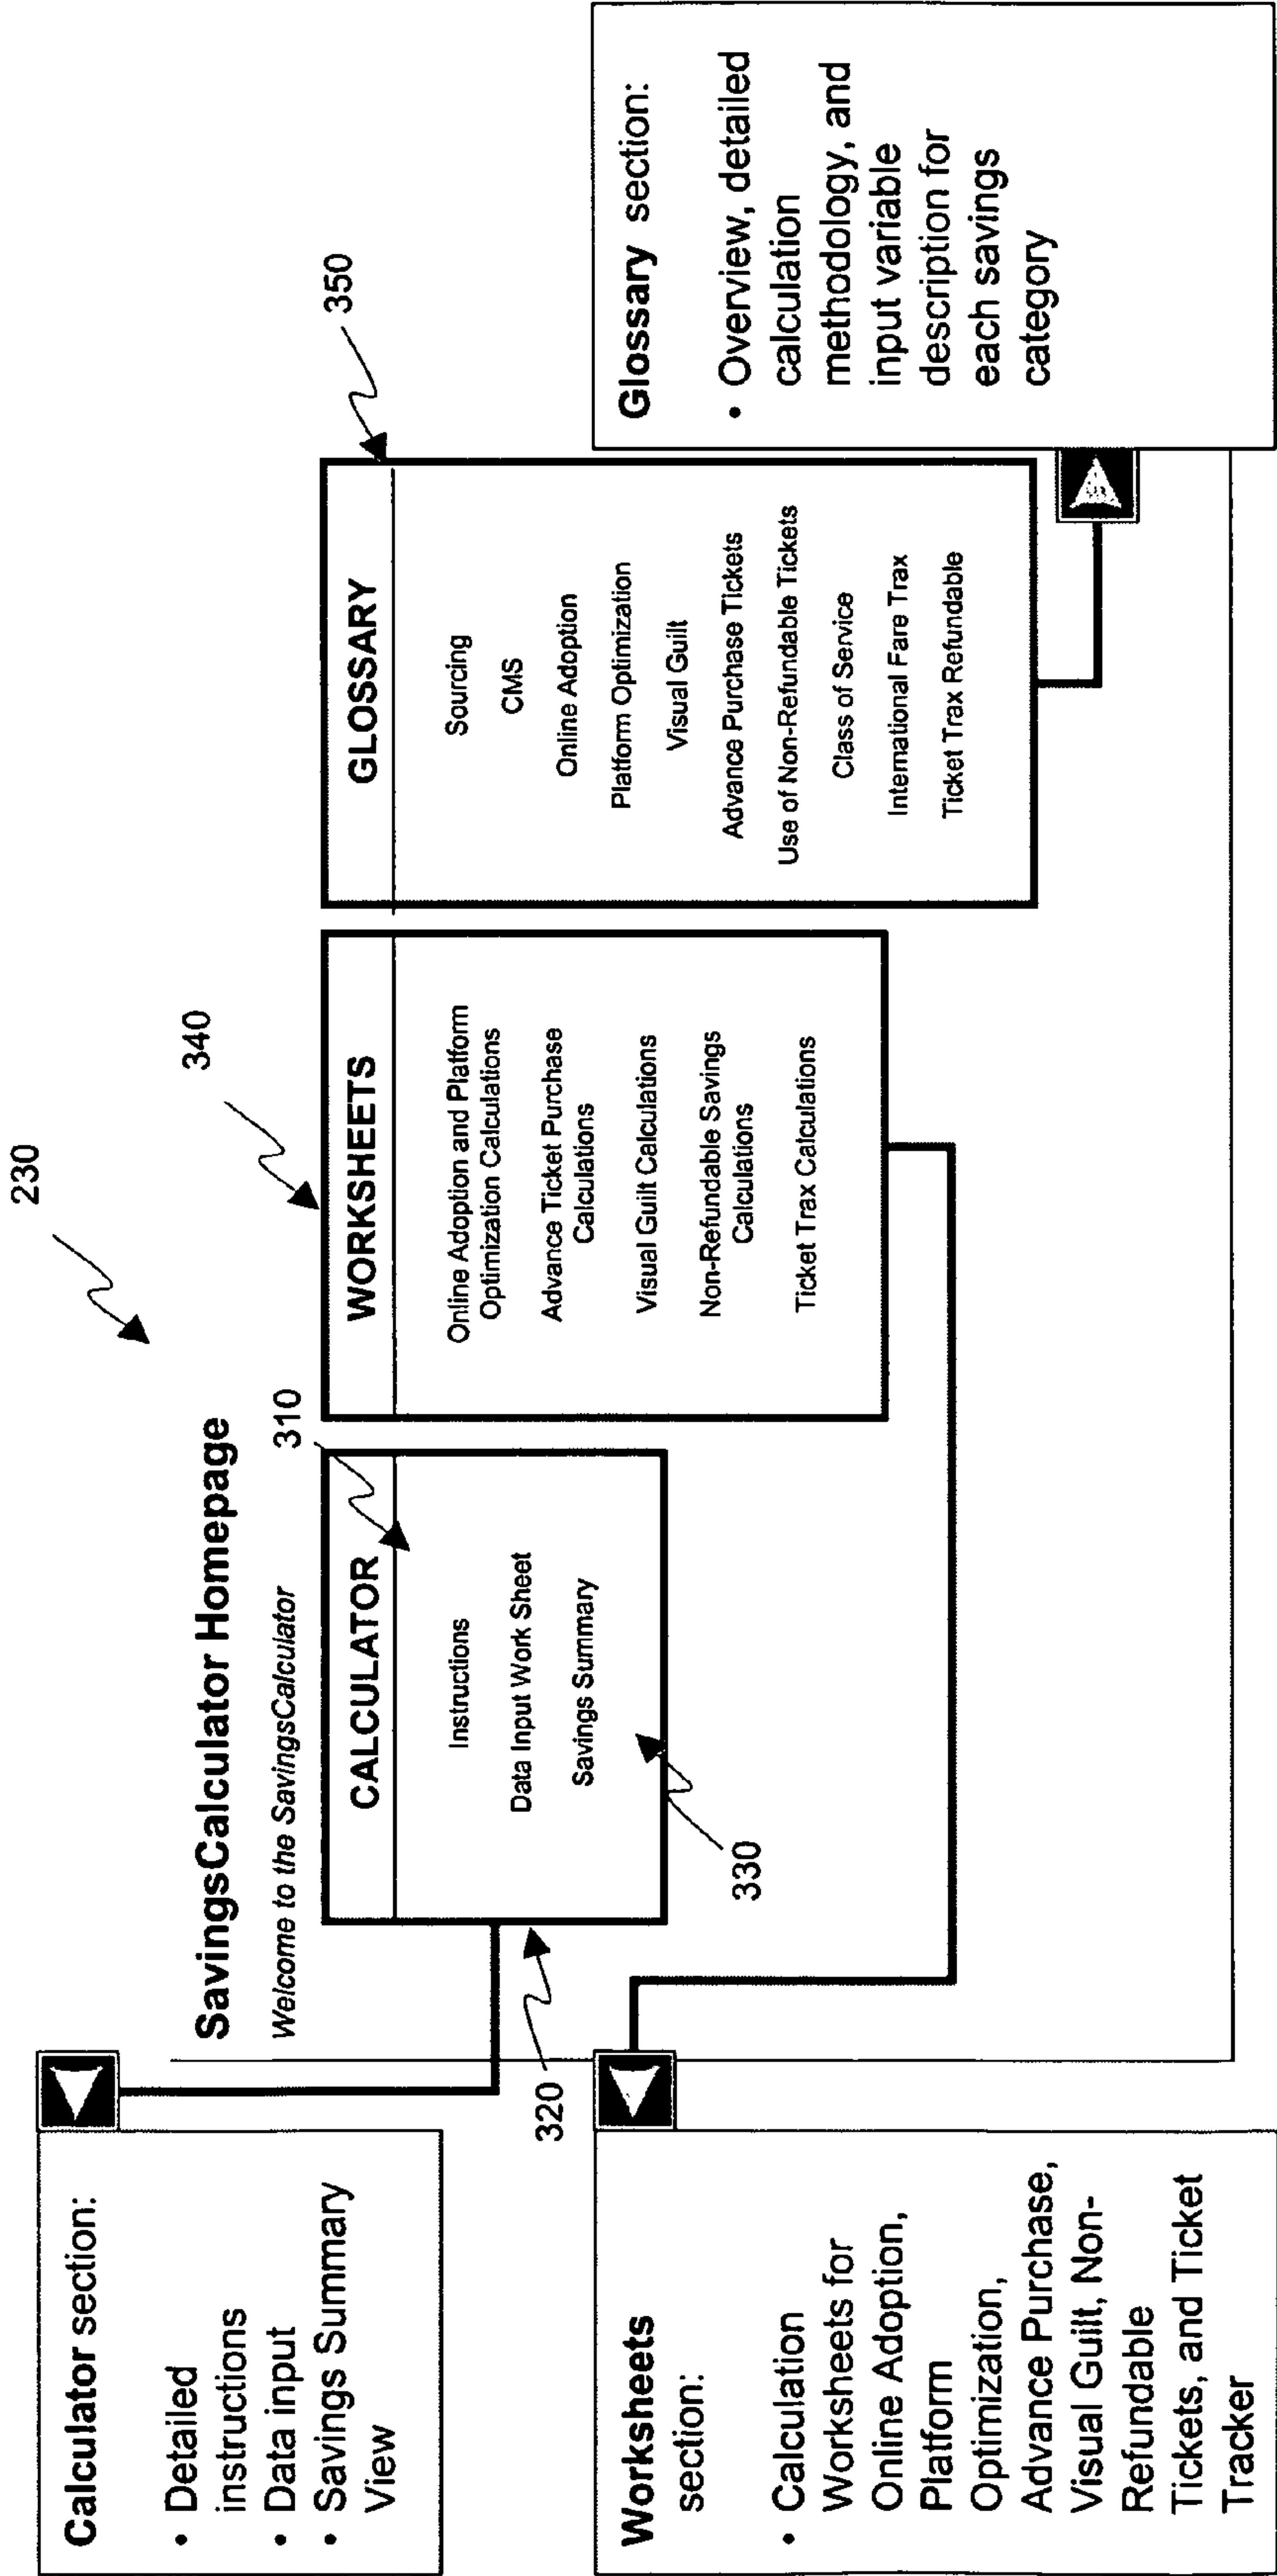 230
SavingsCalculator Homepage
Welcome to the SavingsCalculator
Calculator section:
• Detailed
instructions
• Data input
• Savings Summary
View
Worksheets
section:
• Calculation
Worksheets for
Online Adoption,
Platform
Optimization,
Advance Purchase,
Visual Guilt, Non-
Refundable
Tickets, and Ticket
Tracker
310
CALCULATOR
Instructions
Data Input Work Sheet
Savings Summary
320
330
340
WORKSHEETS
Online Adoption and Platform
Optimization Calculations
Advance Ticket Purchase
Calculations
Visual Guilt Calculations
Non-Refundable Savings
Calculations
Ticket Trax Calculations
350
GLOSSARY
Sourcing
CMS
Online Adoption
Platform Optimization
Visual Guilt
Advance Purchase Tickets
Use of Non-Refundable Tickets
Class of Service
International Fare Trax
Ticket Trax Refundable
Glossary section:
• Overview, detailed
calculation
methodology, and
input variable
description for
each savings
category